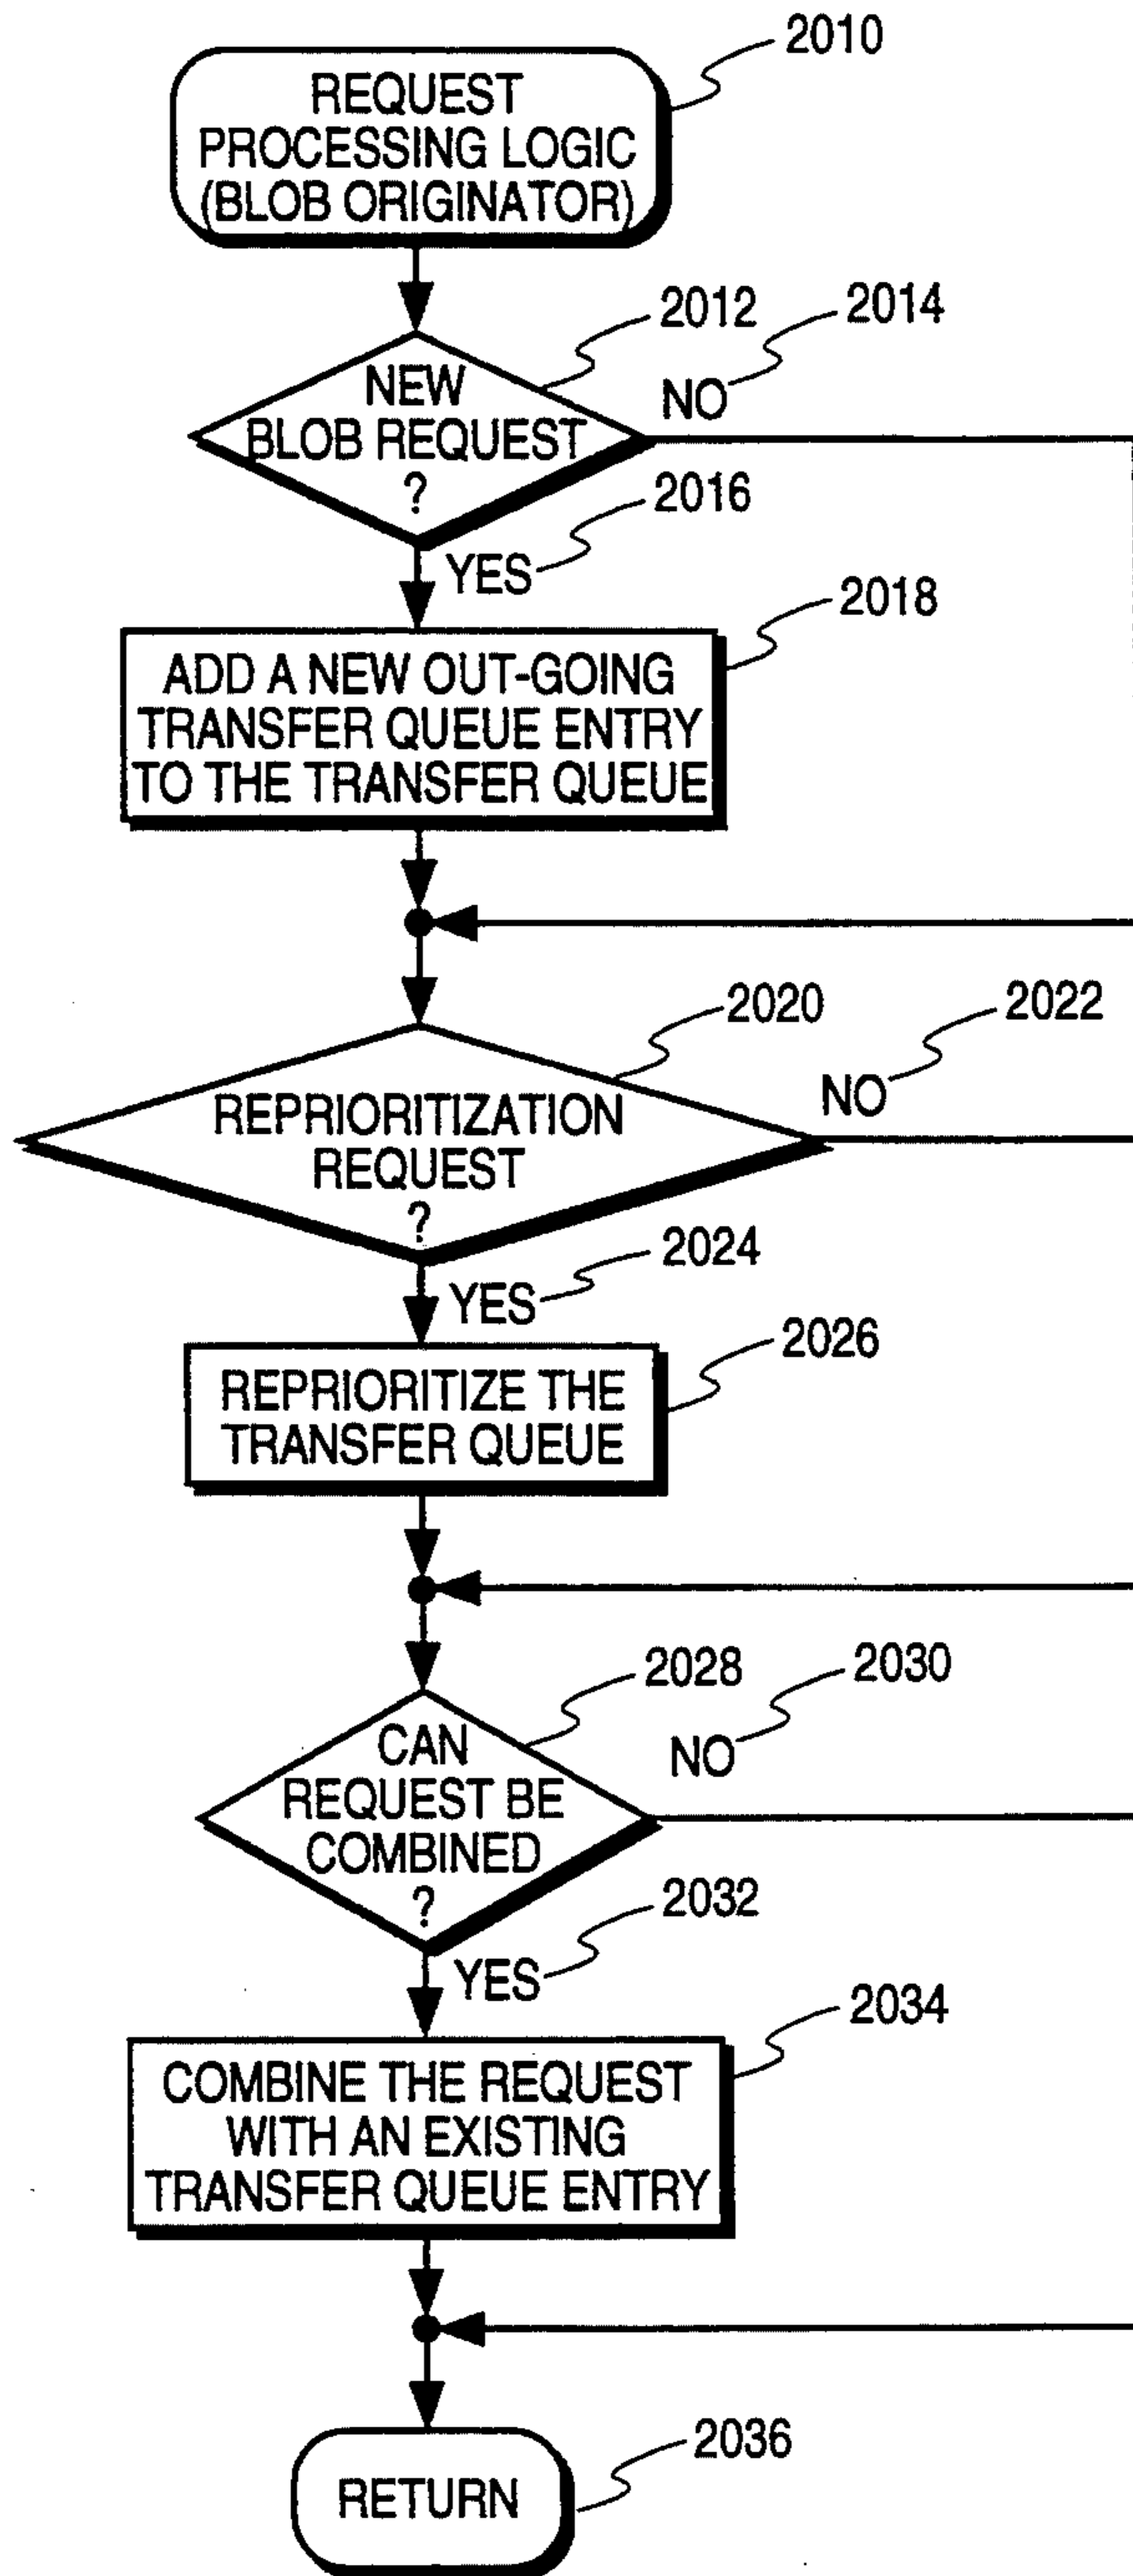 2010
REQUEST
PROCESSING LOGIC
(BLOB ORIGINATOR)
2012
2014
NEW
BLOB REQUEST
?
NO
2016
YES
2018
ADD A NEW OUT-GOING
TRANSFER QUEUE ENTRY
TO THE TRANSFER QUEUE
2020
2022
NO
REPRIORITIZATION
REQUEST
?
2024
YES
2026
REPRIORITIZE THE
TRANSFER QUEUE
2028
2030
NO
CAN
REQUEST BE
COMBINED
?
2032
YES
2034
COMBINE THE REQUEST
WITH AN EXISTING
TRANSFER QUEUE ENTRY
2036
RETURN